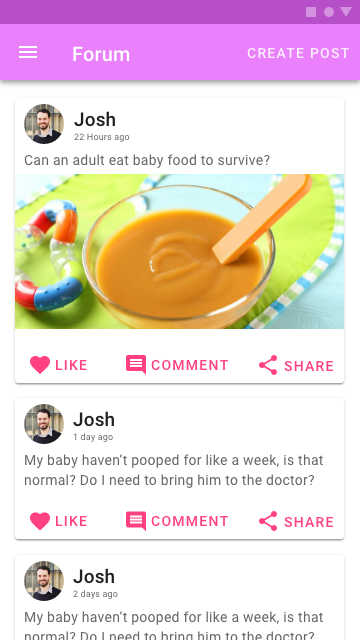 Forum
CREATE POST
Josh
22 Hours ago
Can an adult eat baby food to survive?
LIKE
COMMENT
SHARE
Josh
1 day ago
My baby haven’t pooped for like a week, is that
normal? Do I need to bring him to the doctor?
LIKE
COMMENT
SHARE
Josh
2 days ago
My baby haven’t pooped for like a week, is that
normal? Do I need to bring him to the doctor?